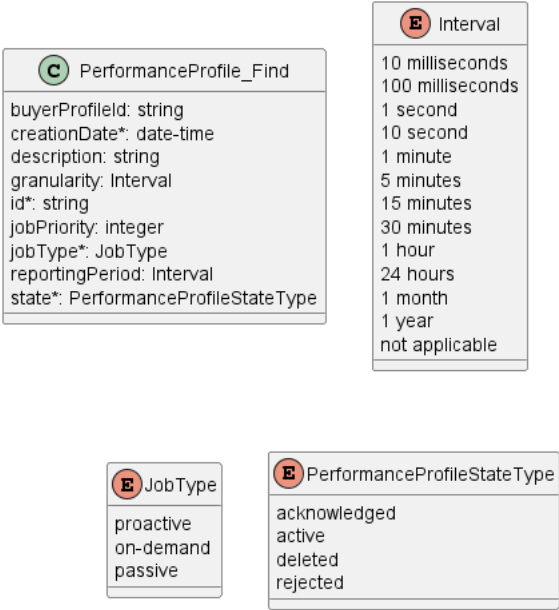 C PerformanceProfile_Find
buyerProfileId: string
creationDate*: date-time
description: string
granularity: Interval
id*: string
jobPriority: integer
jobType*: JobType
reportingPeriod: Interval
state*: PerformanceProfileStateType
E Interval
10 milliseconds
100 milliseconds
1 second
10 second
1 minute
5 minutes
15 minutes
30 minutes
1 hour
24 hours
1 month
1 year
not applicable
E JobType
proactive
on-demand
passive
E PerformanceProfileStateType
acknowledged
active
deleted
rejected